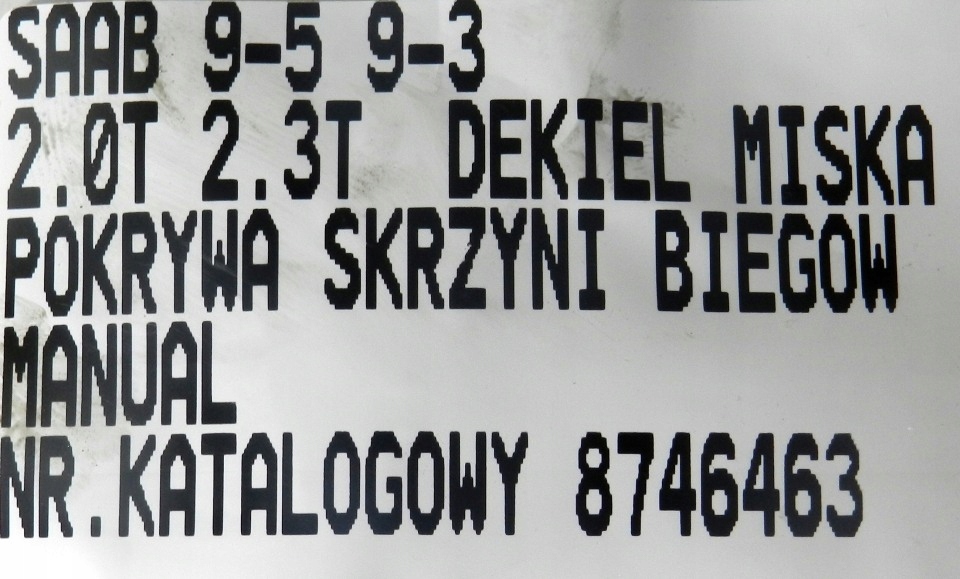 SAAB 9-5 9-3
2.0T 2.3T DEKIEL MISKA
POKRYWA SKRZYNI BIEGOW
MANUAL
NR.KATALOGOWY 8746463